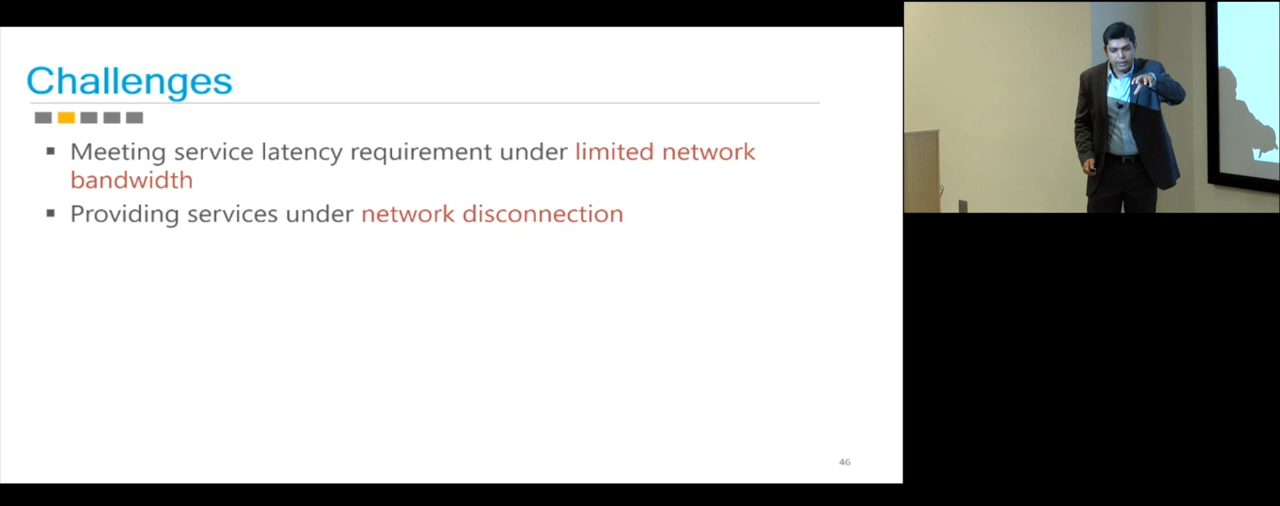 Challenges
▪ Meeting service latency requirement under limited network
bandwidth
▪ Providing services under network disconnection
46